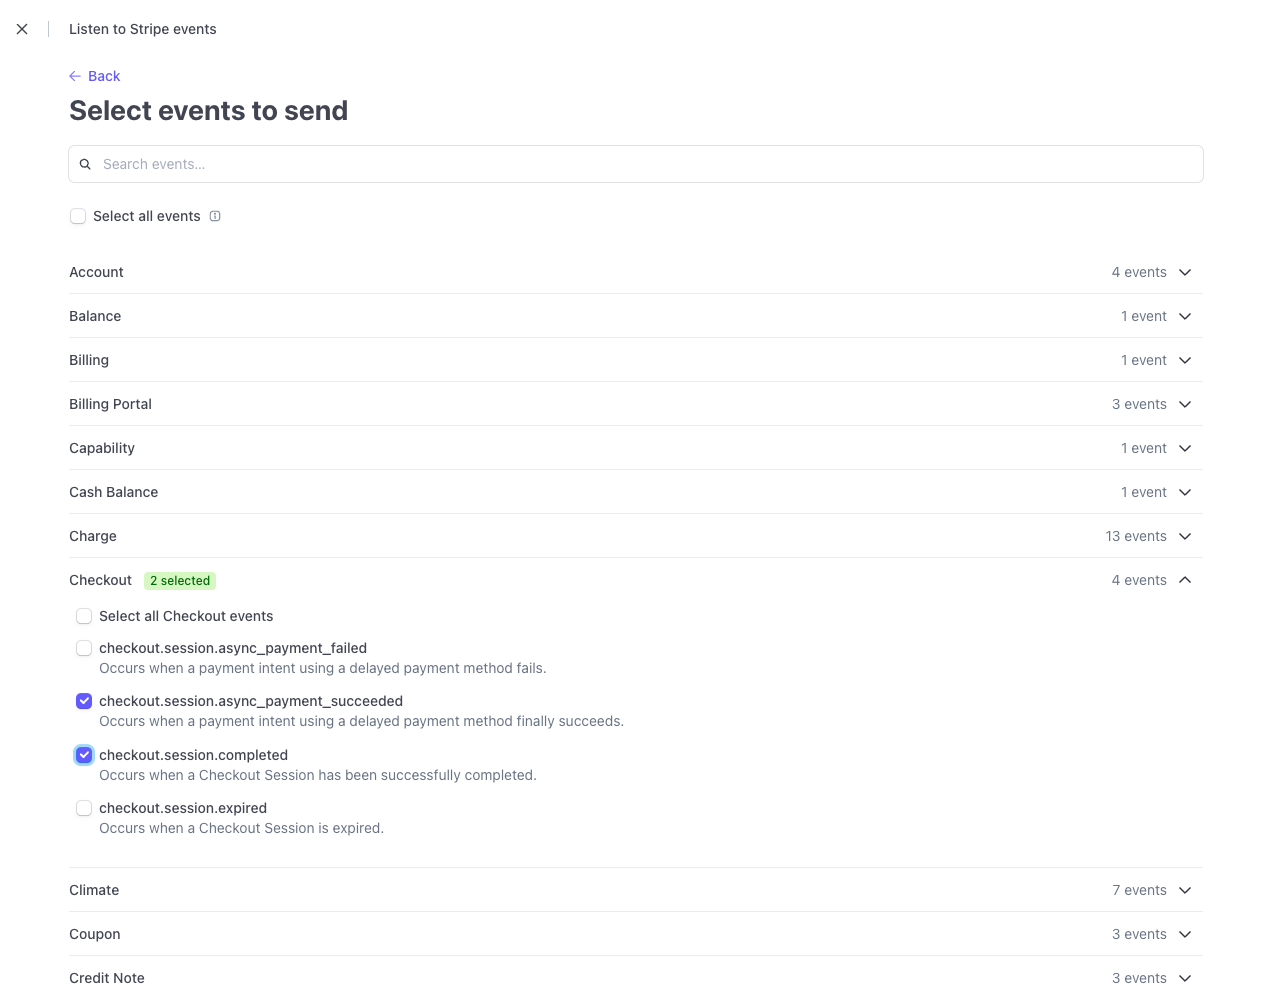 Listen to Stripe events
Back
Select events to send
Search events...
Select all events
Account 4 events
Balance 1 event
Billing 1 event
Billing Portal 3 events
Capability 1 event
Cash Balance 1 event
Charge 13 events
Checkout 2 selected 4 events
Select all Checkout events
checkout.session.async_payment_failed
Occurs when a payment intent using a delayed payment method fails.
checkout.session.async_payment_succeeded
Occurs when a payment intent using a delayed payment method finally succeeds.
checkout.session.completed
Occurs when a Checkout Session has been successfully completed.
checkout.session.expired
Occurs when a Checkout Session is expired.
Climate 7 events
Coupon 3 events
Credit Note 3 events